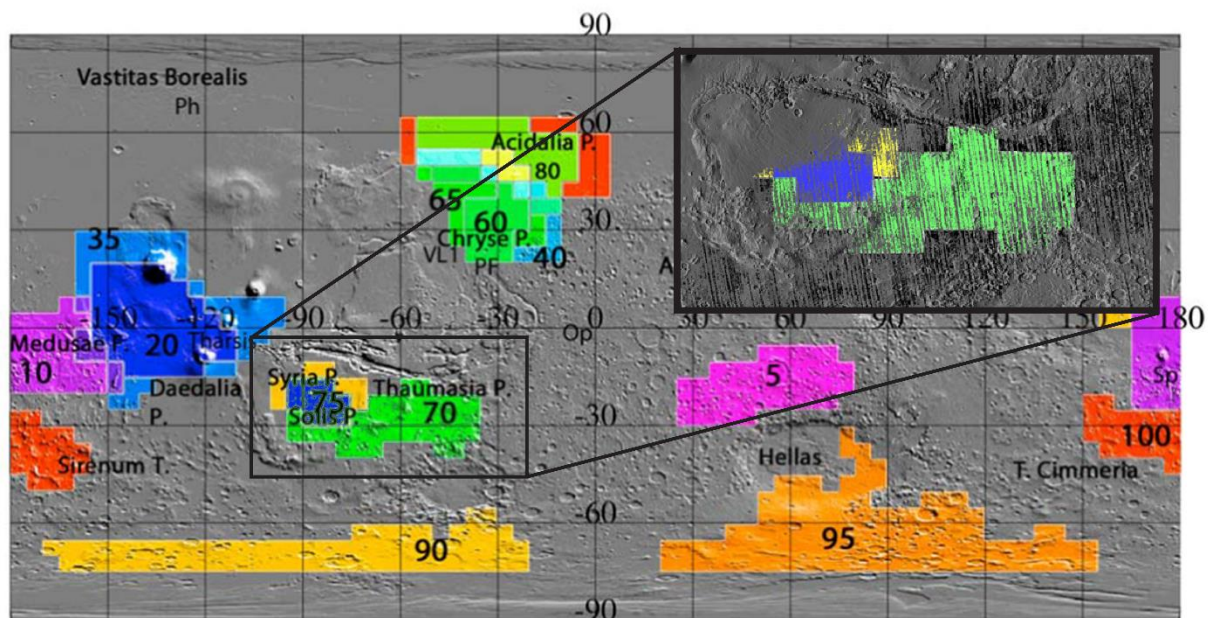 90
Vastitas Borealis
Ph
60
Acidalia P.
80
65
60
30
35
Chryse P.
VL1
PF
40
A
-150
-120
-90
-60
-30
0
30
60
90
120
150
180
Medusae F.
20
Tharsis
Op
10
Daedalia
P.
Syria P.
75
Solis P.
Thaumasia P.
70
5
Sp
-30
100
Sirenum T.
Hellas
T. Cimmeria
-60
90
95
-90